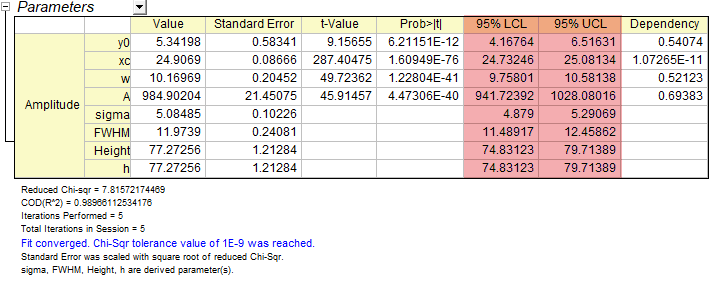 Parameters
Value Standard Error t-Value Prob>|t| 95% LCL 95% UCL Dependency
Amplitude
y0 5.34198 0.58341 9.15655 6.21151E-12 4.16764 6.51631 0.54074
xc 24.9069 0.08666 287.40475 1.60949E-76 24.73246 25.08134 1.07265E-11
w 10.16969 0.20452 49.72362 1.22804E-41 9.75801 10.58138 0.52123
A 984.90204 21.45075 45.91457 4.47306E-40 941.72392 1028.08016 0.69383
sigma 5.08485 0.10226 4.879 5.29069
FWHM 11.9739 0.24081 11.48917 12.45862
Height 77.27256 1.21284 74.83123 79.71389
h 77.27256 1.21284 74.83123 79.71389
Reduced Chi-sqr = 7.81572174469
COD(R^2) = 0.98966112534176
Iterations Performed = 5
Total Iterations in Session = 5
Fit converged. Chi-Sqr tolerance value of 1E-9 was reached.
Standard Error was scaled with square root of reduced Chi-Sqr.
sigma, FWHM, Height, h are derived parameter(s).